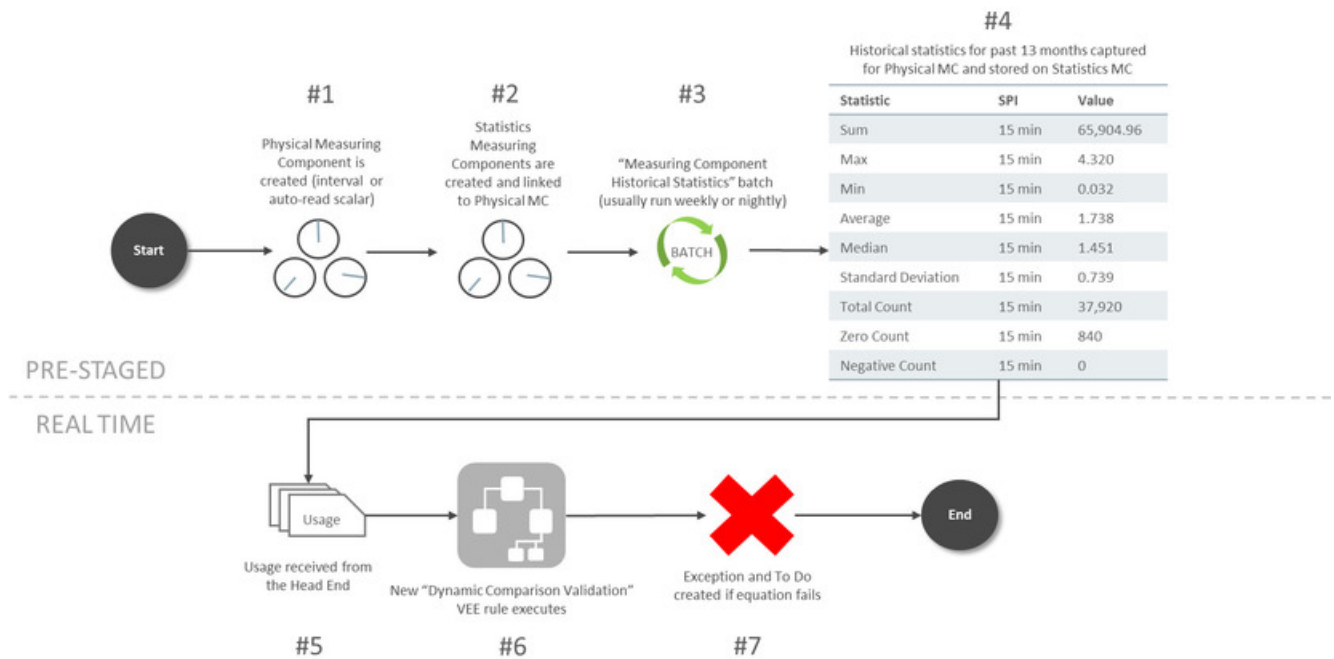 #4
Historical statistics for past 13 months captured
for Physical MC and stored on Statistics MC
Statistic SPI Value
Sum 15 min 65,904.96
Max 15 min 4.320
Min 15 min 0.032
Average 15 min 1.738
Median 15 min 1.451
Standard Deviation 15 min 0.739
Total Count 15 min 37,920
Zero Count 15 min 840
Negative Count 15 min 0
#1
Physical Measuring
Component is
created (interval or
auto-read scalar)
#2
Statistics
Measuring
Components are
created and linked
to Physical MC
#3
“Measuring Component
Historical Statistics” batch
(usually run weekly or nightly)
Start
BATCH
PRE-STAGED
REAL TIME
Usage
Usage received from
the Head End
#5
New “Dynamic Comparison Validation”
VEE rule executes
#6
Exception and To Do
created if equation fails
#7
End